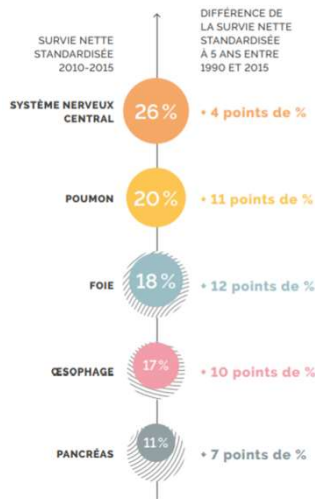 SURVIE NETTE
STANDARDISÉE
2010-2015
DIFFÉRENCE DE
LA SURVIE NETTE
STANDARDISÉE
À 5 ANS ENTRE
1990 ET 2015
SYSTÈME NERVEUX
CENTRAL
26 %
+ 4 points de %
POUMON
20 %
+ 11 points de %
FOIE
18 %
+ 12 points de %
ŒSOPHAGE
17 %
+ 10 points de %
PANCRÉAS
11 %
+ 7 points de %